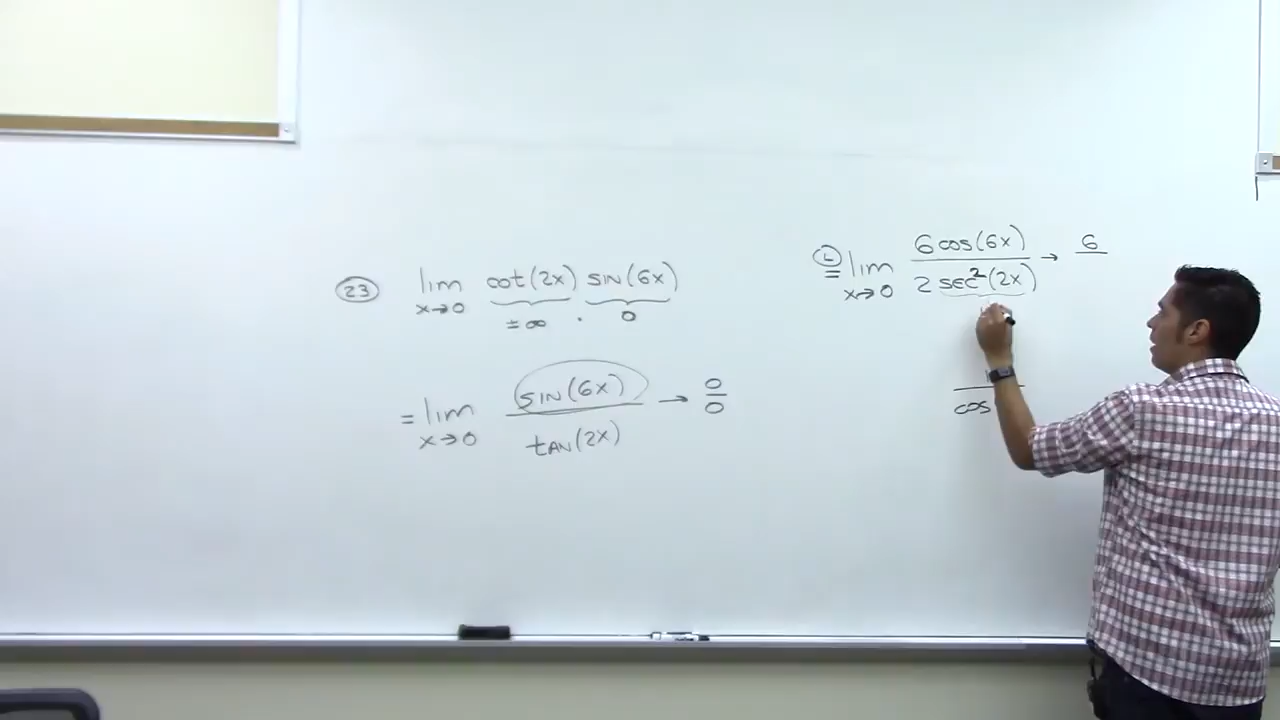 (23) lim x→0 cot(2x) sin(6x)
±∞ · 0
= lim x→0 sin(6x) / tan(2x) → 0/0
(L) = lim x→0 6cos(6x) / 2sec²(2x) → 6
cos